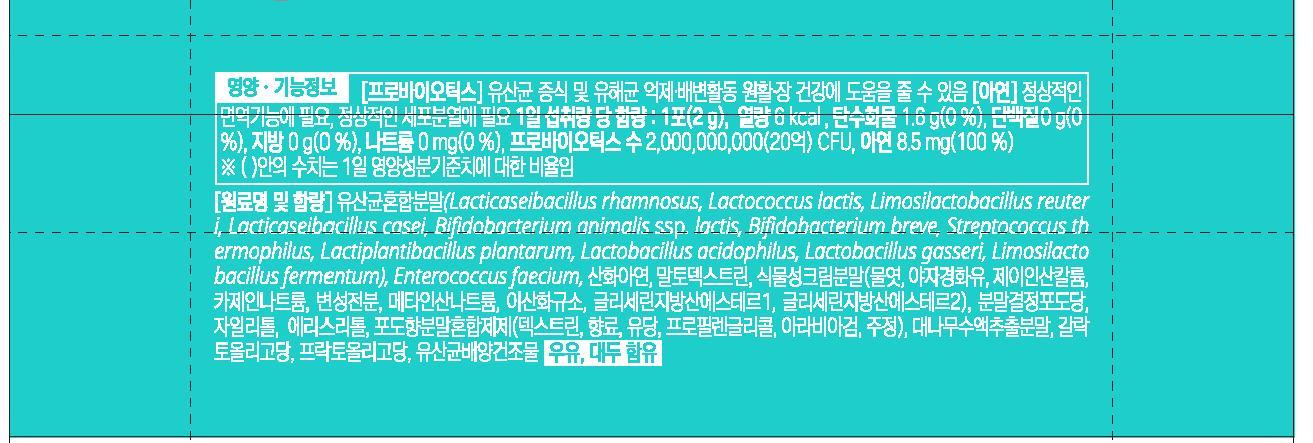 영양·기능정보 [프로바이오틱스] 유산균 증식 및 유해균 억제·배변활동 원활·장 건강에 도움을 줄 수 있음 [아연] 정상적인
면역기능에 필요, 정상적인 세포분열에 필요 1일 섭취량 당 함량 : 1포(2 g), 열량 6 kcal, 탄수화물 1.6 g(0 %), 단백질 0 g(0
%), 지방 0 g(0 %), 나트륨 0 mg(0 %), 프로바이오틱스 수 2,000,000,000(20억) CFU, 아연 8.5 mg(100 %)
※ ( )안의 수치는 1일 영양성분기준치에 대한 비율임
[원료명 및 함량] 유산균혼합분말(Lacticaseibacillus rhamnosus, Lactococcus lactis, Limosilactobacillus reuter
i, Lacticaseibacillus casei, Bifidobacterium animalis ssp. lactis, Bifidobacterium breve, Streptococcus th
ermophilus, Lactiplantibacillus plantarum, Lactobacillus acidophilus, Lactobacillus gasseri, Limosilacto
bacillus fermentum), Enterococcus faecium, 산화아연, 말토덱스트린, 식물성크림분말(물엿, 야자경화유, 제이인산칼륨,
카제인나트륨, 변성전분, 메타인산나트륨, 이산화규소, 글리세린지방산에스테르1, 글리세린지방산에스테르2), 분말결정포도당,
자일리톨, 에리스리톨, 포도향분말혼합제제(덱스트린, 향료, 유당, 프로필렌글리콜, 아라비아검, 주정), 대나무수액추출분말, 갈락
토올리고당, 프락토올리고당, 유산균배양건조물 우유, 대두 함유